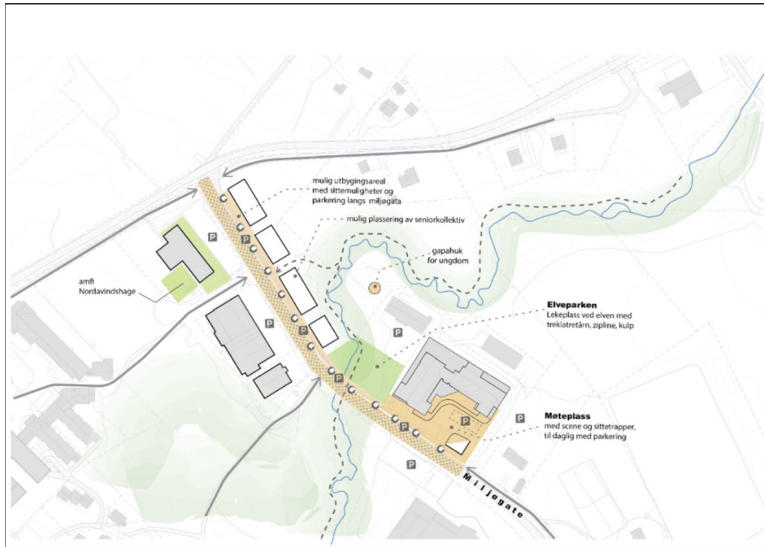 mulig utbygingsareal
med sittemuligheter og
parkering langs miljøgata
mulig plassering av seniorkollektiv
P
P
P
gapahuk
for ungdom
amfi
Nordavindshage
Elveparken
Lekeplass ved elven med
treklatretårn, zipline, kulp
P
P
P
P
Møteplass
med scene og sittetrapper,
til daglig med parkering
P
P
P
P
Miljøgate